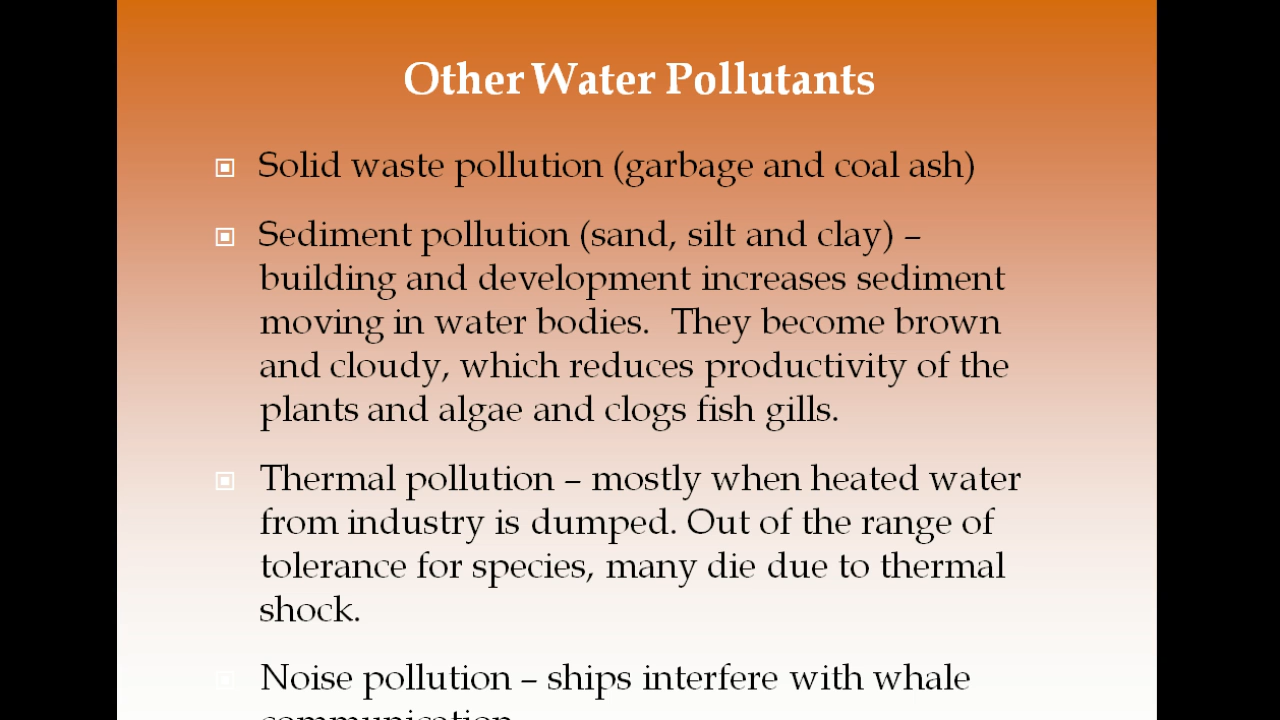 Other Water Pollutants
Solid waste pollution (garbage and coal ash)
Sediment pollution (sand, silt and clay) –
building and development increases sediment
moving in water bodies.  They become brown
and cloudy, which reduces productivity of the
plants and algae and clogs fish gills.
Thermal pollution – mostly when heated water
from industry is dumped. Out of the range of
tolerance for species, many die due to thermal
shock.
Noise pollution – ships interfere with whale
communication